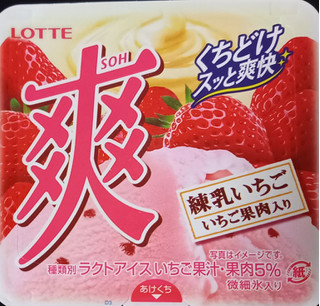 LOTTE
SOH
爽
くちどけ
スッと爽快
練乳いちご
いちご果肉入り
写真はイメージです。
種類別 ラクトアイス いちご果汁・果肉5%
微細氷入り
紙
あけくち